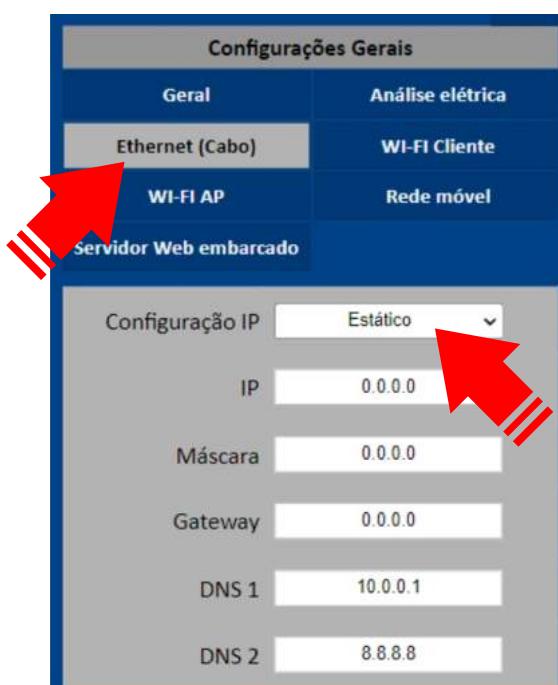 Configurações Gerais
Geral Análise elétrica
Ethernet (Cabo) WI-FI Cliente
WI-FI AP Rede móvel
Servidor Web embarcado
Configuração IP Estático
IP 0.0.0.0
Máscara 0.0.0.0
Gateway 0.0.0.0
DNS 1 10.0.0.1
DNS 2 8.8.8.8